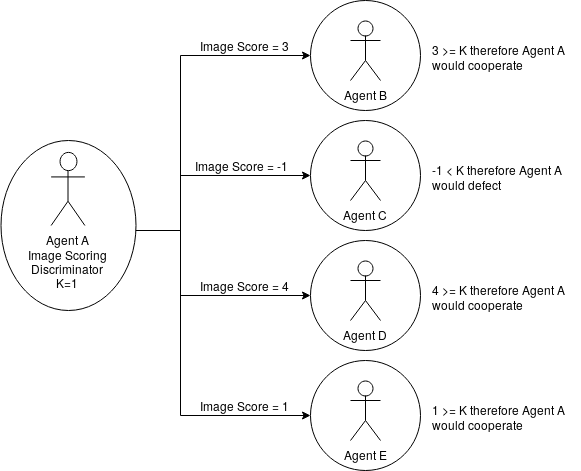 Image Score = 3
Agent B
3 >= K therefore Agent A
would cooperate
Image Score = -1
Agent C
-1 < K therefore Agent A
would defect
Agent A
Image Scoring
Discriminator
K=1
Image Score = 4
Agent D
4 >= K therefore Agent A
would cooperate
Image Score = 1
Agent E
1 >= K therefore Agent A
would cooperate